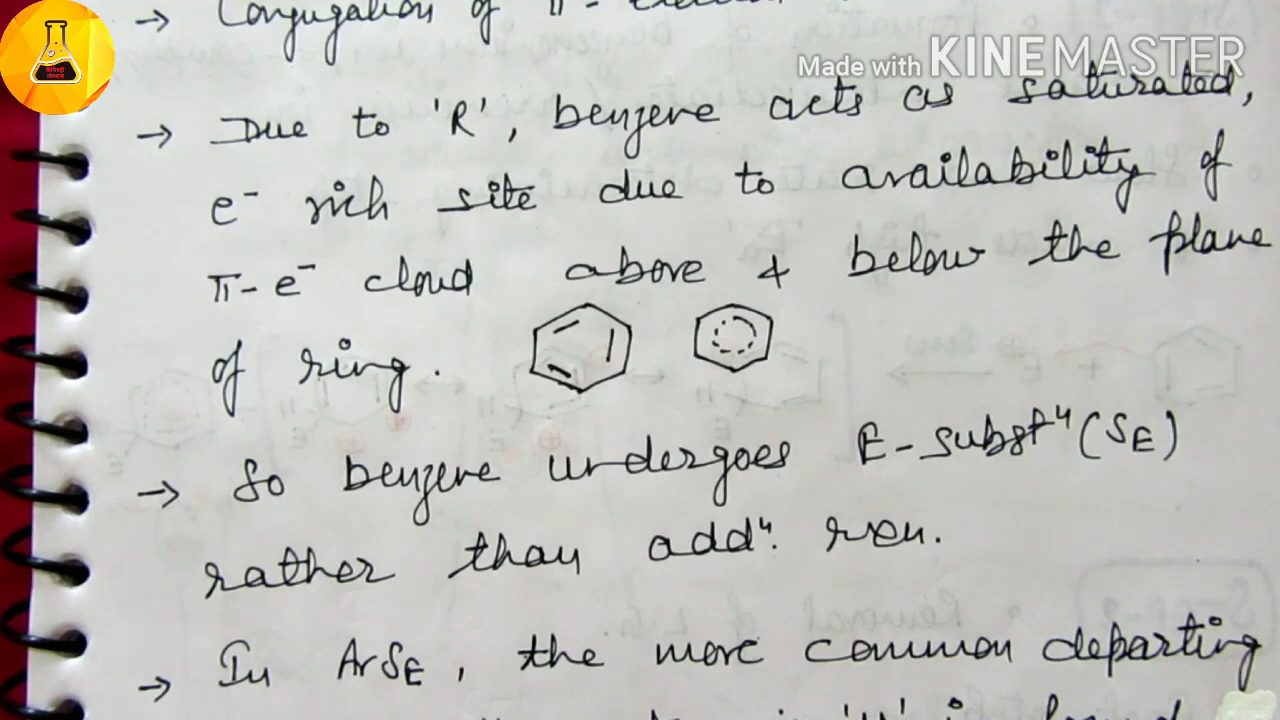 → Conjugation of π-
Made with KINEMASTER
→ Due to 'R', benzene acts as saturated,
e⁻ rich site due to availability of
π-e⁻ cloud above & below the plane
of ring.
→ So benzene undergoes E-substⁿ (SE)
rather than addⁿ. rxn.
→ In ArSE, the more common departing